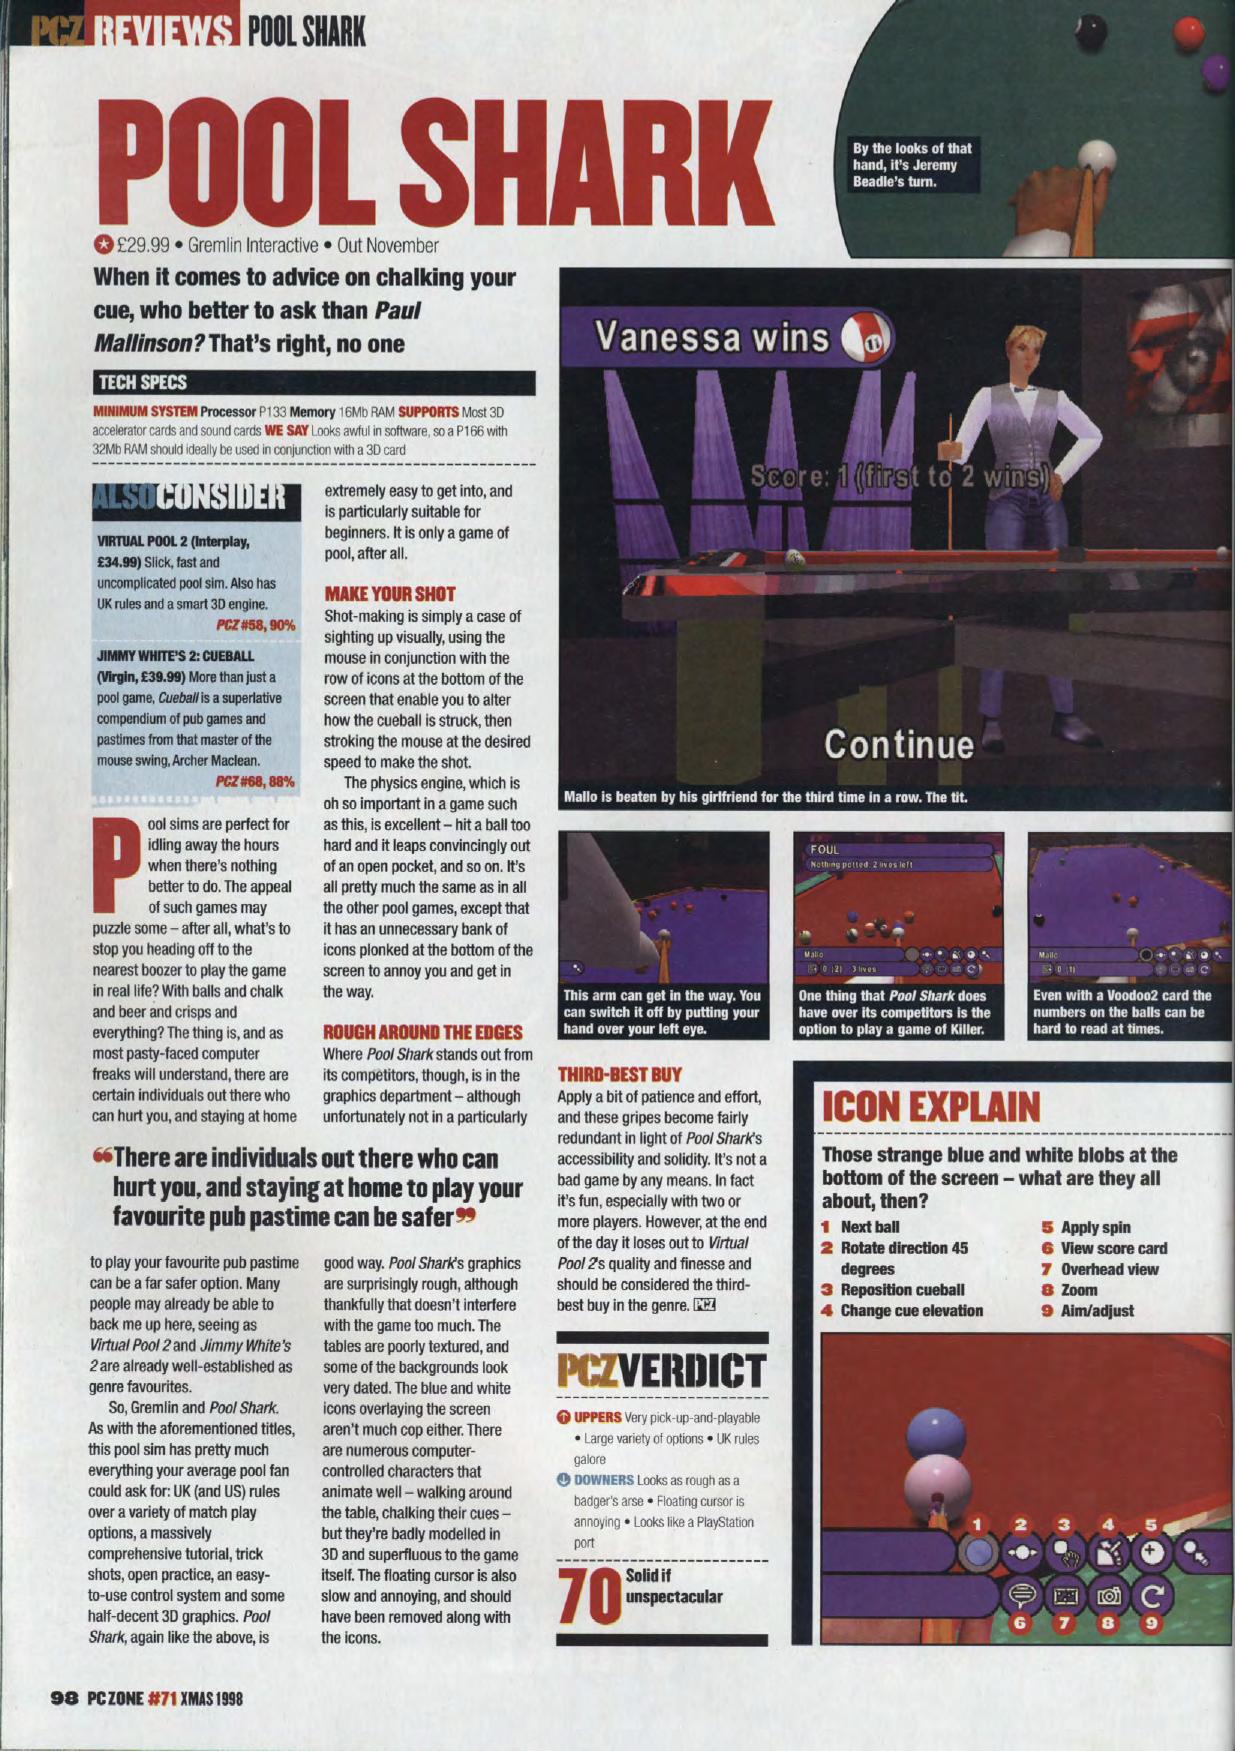 PCZ REVIEWS POOL SHARK
POOL SHARK
£29.99 • Gremlin Interactive • Out November
When it comes to advice on chalking your
cue, who better to ask than Paul
Mallinson? That's right, no one
TECH SPECS
MINIMUM SYSTEM Processor P133 Memory 16Mb RAM SUPPORTS Most 3D
accelerator cards and sound cards WE SAY Looks awful in software, so a P166 with
32Mb RAM should ideally be used in conjunction with a 3D card
ALSO CONSIDER
VIRTUAL POOL 2 (Interplay,
£34.99) Slick, fast and
uncomplicated pool sim. Also has
UK rules and a smart 3D engine.
PCZ #58, 90%
JIMMY WHITE'S 2: CUEBALL
(Virgin, £39.99) More than just a
pool game, Cueball is a superlative
compendium of pub games and
pastimes from that master of the
mouse swing, Archer Maclean.
PCZ #68, 88%
Pool sims are perfect for
idling away the hours
when there's nothing
better to do. The appeal
of such games may
puzzle some – after all, what's to
stop you heading off to the
nearest boozer to play the game
in real life? With balls and chalk
and beer and crisps and
everything? The thing is, and as
most pasty-faced computer
freaks will understand, there are
certain individuals out there who
can hurt you, and staying at home
“There are individuals out there who can
hurt you, and staying at home to play your
favourite pub pastime can be safer”
to play your favourite pub pastime
can be a far safer option. Many
people may already be able to
back me up here, seeing as
Virtual Pool 2 and Jimmy White's
2 are already well-established as
genre favourites.
So, Gremlin and Pool Shark.
As with the aforementioned titles,
this pool sim has pretty much
everything your average pool fan
could ask for: UK (and US) rules
over a variety of match play
options, a massively
comprehensive tutorial, trick
shots, open practice, an easy-
to-use control system and some
half-decent 3D graphics. Pool
Shark, again like the above, is
extremely easy to get into, and
is particularly suitable for
beginners. It is only a game of
pool, after all.
MAKE YOUR SHOT
Shot-making is simply a case of
sighting up visually, using the
mouse in conjunction with the
row of icons at the bottom of the
screen that enable you to alter
how the cueball is struck, then
stroking the mouse at the desired
speed to make the shot.
The physics engine, which is
oh so important in a game such
as this, is excellent – hit a ball too
hard and it leaps convincingly out
of an open pocket, and so on. It's
all pretty much the same as in all
the other pool games, except that
it has an unnecessary bank of
icons plonked at the bottom of the
screen to annoy you and get in
the way.
ROUGH AROUND THE EDGES
Where Pool Shark stands out from
its competitors, though, is in the
graphics department – although
unfortunately not in a particularly
good way. Pool Shark's graphics
are surprisingly rough, although
thankfully that doesn't interfere
with the game too much. The
tables are poorly textured, and
some of the backgrounds look
very dated. The blue and white
icons overlaying the screen
aren't much cop either. There
are numerous computer-
controlled characters that
animate well – walking around
the table, chalking their cues –
but they're badly modelled in
3D and superfluous to the game
itself. The floating cursor is also
slow and annoying, and should
have been removed along with
the icons.
By the looks of that
hand, it's Jeremy
Beadle's turn.
Vanessa wins
11
Score: 1 (first to 2 wins)
Continue
Mallo is beaten by his girlfriend for the third time in a row. The tit.
This arm can get in the way. You
can switch it off by putting your
hand over your left eye.
FOUL
Nothing potted. 2 lives left
Mallo
0 (2) 3 lives
One thing that Pool Shark does
have over its competitors is the
option to play a game of Killer.
Mallo
0 (1)
Even with a Voodoo2 card the
numbers on the balls can be
hard to read at times.
THIRD-BEST BUY
Apply a bit of patience and effort,
and these gripes become fairly
redundant in light of Pool Shark's
accessibility and solidity. It's not a
bad game by any means. In fact
it's fun, especially with two or
more players. However, at the end
of the day it loses out to Virtual
Pool 2's quality and finesse and
should be considered the third-
best buy in the genre. PCZ
PCZ VERDICT
UPPERS Very pick-up-and-playable
• Large variety of options • UK rules
galore
DOWNERS Looks as rough as a
badger's arse • Floating cursor is
annoying • Looks like a PlayStation
port
70 Solid if
unspectacular
ICON EXPLAIN
Those strange blue and white blobs at the
bottom of the screen – what are they all
about, then?
1 Next ball
2 Rotate direction 45
degrees
3 Reposition cueball
4 Change cue elevation
5 Apply spin
6 View score card
7 Overhead view
8 Zoom
9 Aim/adjust
1 2 3 4 5
6 7 8 9
98 PC ZONE #71 XMAS 1998